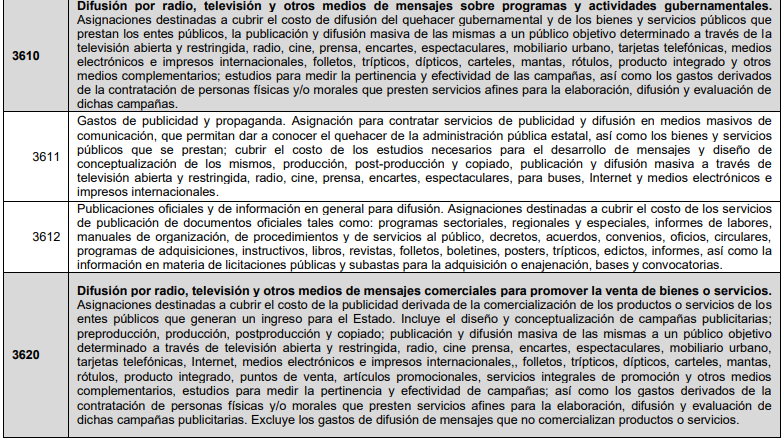 Difusión por radio, televisión y otros medios de mensajes sobre programas y actividades gubernamentales.
Asignaciones destinadas a cubrir el costo de difusión del quehacer gubernamental y de los bienes y servicios públicos que
prestan los entes públicos, la publicación y difusión masiva de las mismas a un público objetivo determinado a través de la
televisión abierta y restringida, radio, cine, prensa, encartes, espectaculares, mobiliario urbano, tarjetas telefónicas, medios
3610
electrónicos e impresos internacionales, folletos, trípticos, dípticos, carteles, mantas, rótulos, producto integrado y otros
medios complementarios; estudios para medir la pertinencia y efectividad de las campañas, así como los gastos derivados
de la contratación de personas físicas y/o morales que presten servicios afines para la elaboración, difusión y evaluación de
dichas campañas.
Gastos de publicidad y propaganda. Asignación para contratar servicios de publicidad y difusión en medios masivos de
comunicación, que permitan dar a conocer el quehacer de la administración pública estatal, así como los bienes y servicios
3611
públicos que se prestan; cubrir el costo de los estudios necesarios para el desarrollo de mensajes y diseño de
conceptualización de los mismos, producción, post-producción y copiado, publicación y difusión masiva a través de
televisión abierta y restringida, radio, cine, prensa, encartes, espectaculares, para buses, Internet y medios electrónicos e
impresos internacionales.
Publicaciones oficiales y de información en general para difusión. Asignaciones destinadas a cubrir el costo de los servicios
de publicación de documentos oficiales tales como: programas sectoriales, regionales y especiales, informes de labores,
3612
manuales de organización, de procedimientos y de servicios al público, decretos, acuerdos, convenios, oficios, circulares,
programas de adquisiciones, instructivos, libros, revistas, folletos, boletines, posters, trípticos, edictos, informes, así como la
información en materia de licitaciones públicas y subastas para la adquisición o enajenación, bases y convocatorias.
Difusión por radio, televisión y otros medios de mensajes comerciales para promover la venta de bienes o servicios.
Asignaciones destinadas a cubrir el costo de la publicidad derivada de la comercialización de los productos o servicios de los
entes públicos que generan un ingreso para el Estado. Incluye el diseño y conceptualización de campañas publicitarias;
preproducción, producción, postproducción y copiado; publicación y difusión masiva de las mismas a un público objetivo
determinado a través de televisión abierta y restringida, radio, cine prensa, encartes, espectaculares, mobiliario urbano,
3620
tarjetas telefónicas, Internet, medios electrónicos e impresos internacionales,, folletos, trípticos, dípticos, carteles, mantas,
rótulos, producto integrado, puntos de venta, artículos promocionales, servicios integrales de promoción y otros medios
complementarios, estudios para medir la pertinencia y efectividad de campañas; así como los gastos derivados de la
contratación de personas físicas y/o morales que presten servicios afines para la elaboración, difusión y evaluación de
dichas campañas publicitarias. Excluye los gastos de difusión de mensajes que no comercializan productos o servicios.